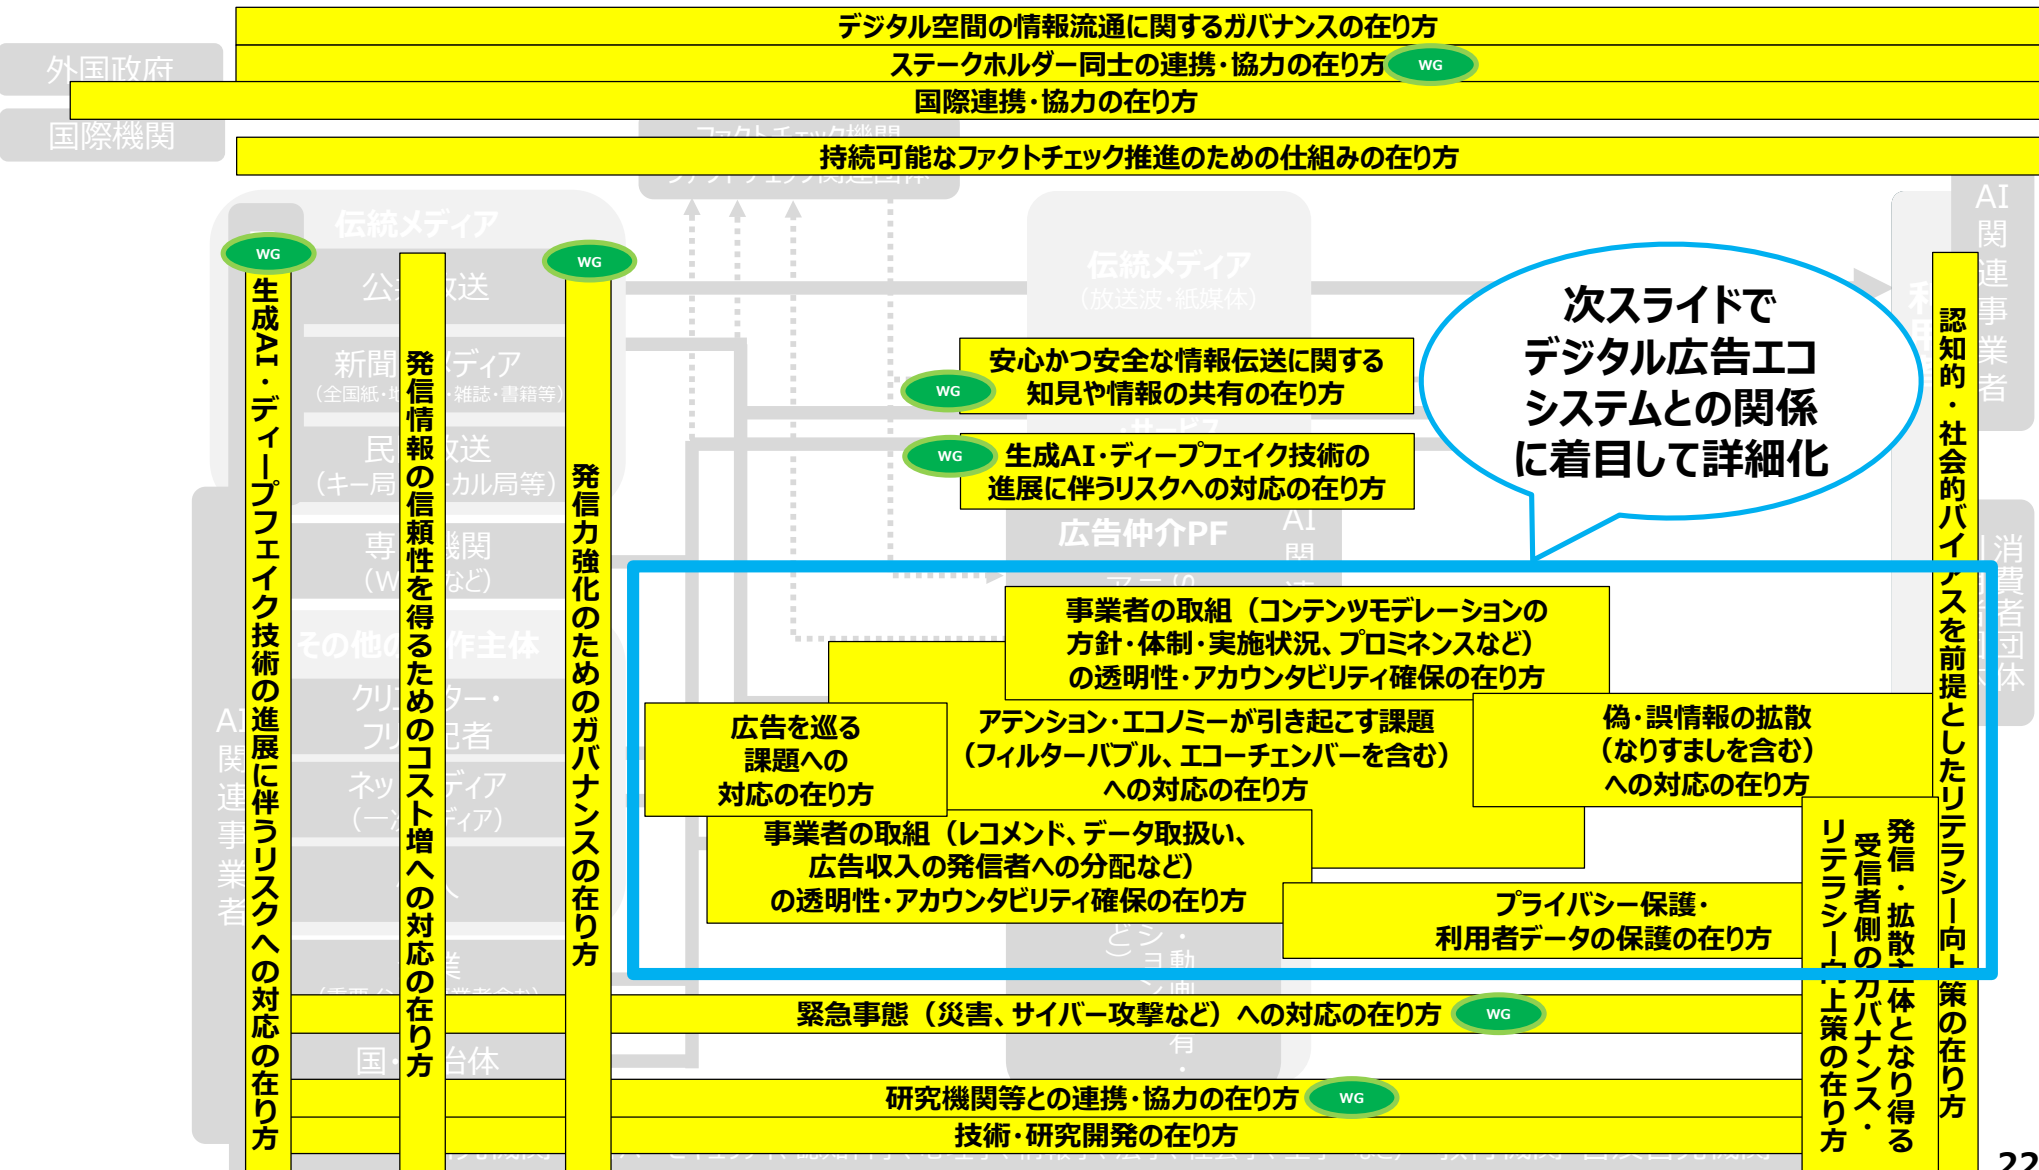 デジタル空間の情報流通に関するガバナンスの在り方
外国政府
ステークホルダー同士の連携・協力の在り方
WG
国際連携・協力の在り方
国際機関
持続可能なファクトチェック推進のための仕組みの在り方
伝統メディア
WG
生成AI・ディープフェイク技術の進展に伴うリスクへの対応の在り方
発信情報の信頼性を得るためのコスト増への対応の在り方
WG
発信力強化のためのガバナンスの在り方
伝統メディア
(放送波・紙媒体)
AI関連事業者
次スライドで
デジタル広告エコ
システムとの関係
に着目して詳細化
認知的・社会的バイアスを前提としたリテラシー向上策の在り方
安心かつ安全な情報伝送に関する
知見や情報の共有の在り方
WG
生成AI・ディープフェイク技術の
進展に伴うリスクへの対応の在り方
WG
広告仲介PF
事業者の取組（コンテンツモデレーションの
方針・体制・実施状況、プロミネンスなど）
の透明性・アカウンタビリティ確保の在り方
広告を巡る
課題への
対応の在り方
アテンション・エコノミーが引き起こす課題
（フィルターバブル、エコーチェンバーを含む）
への対応の在り方
偽・誤情報の拡散
（なりすましを含む）
への対応の在り方
事業者の取組（レコメンド、データ取扱い、
広告収入の発信者への分配など）
の透明性・アカウンタビリティ確保の在り方
プライバシー保護・
利用者データの保護の在り方
発信・拡散主体となり得る
受信者側のガバナンス・
リテラシー向上策の在り方
AI関連事業者
緊急事態（災害、サイバー攻撃など）への対応の在り方
WG
研究機関等との連携・協力の在り方
WG
技術・研究開発の在り方
22